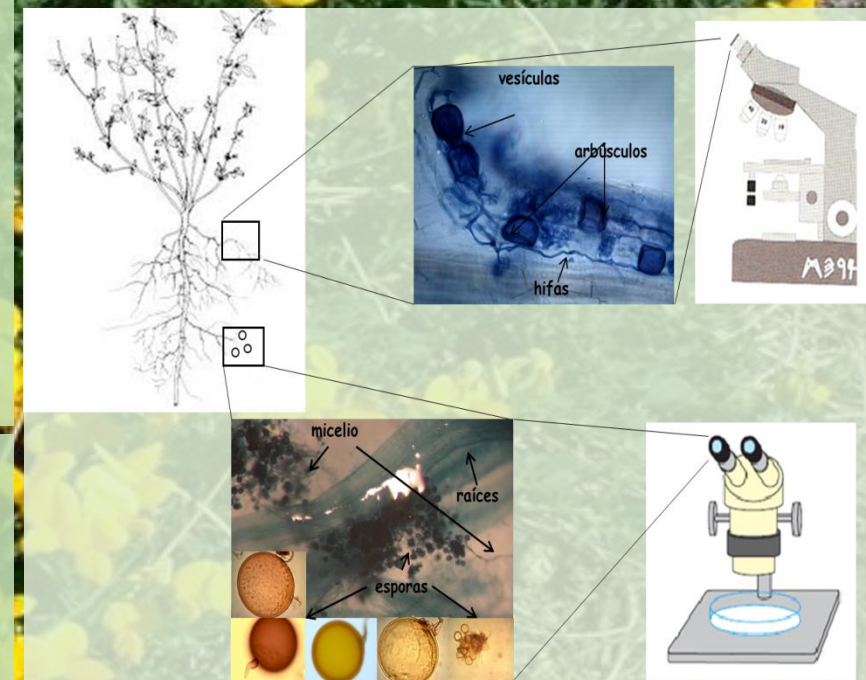 vesículas
arbúsculos
hifas
micelio
raíces
esporas